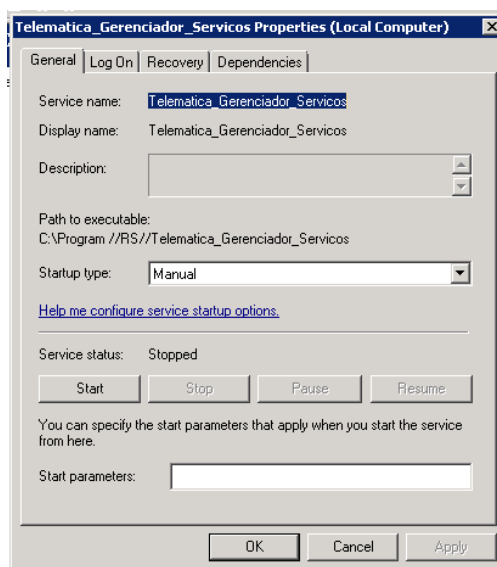 Telematica_Gerenciador_Servicos Properties (Local Computer)
General Log On Recovery Dependencies
Service name: Telematica_Gerenciador_Servicos
Display name: Telematica_Gerenciador_Servicos
Description:
Path to executable:
C:\Program //RS//Telematica_Gerenciador_Servicos
Startup type: Manual
Help me configure service startup options.
Service status: Stopped
Start Stop Pause Resume
You can specify the start parameters that apply when you start the service
from here.
Start parameters:
OK Cancel Apply